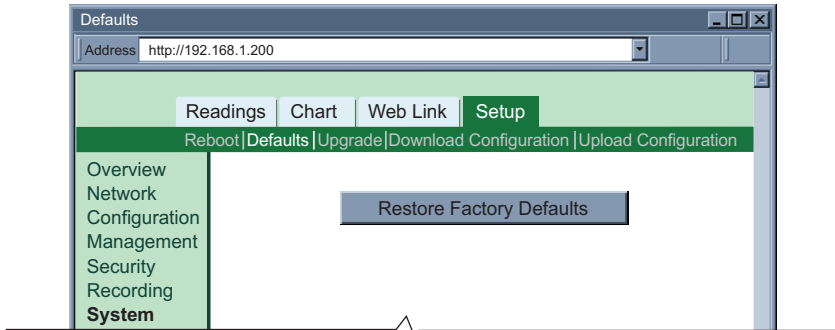 Defaults
Address http://192.168.1.200
Readings Chart Web Link Setup
Reboot|Defaults|Upgrade|Download Configuration|Upload Configuration
Overview
Network
Configuration
Management
Security
Recording
System
Restore Factory Defaults